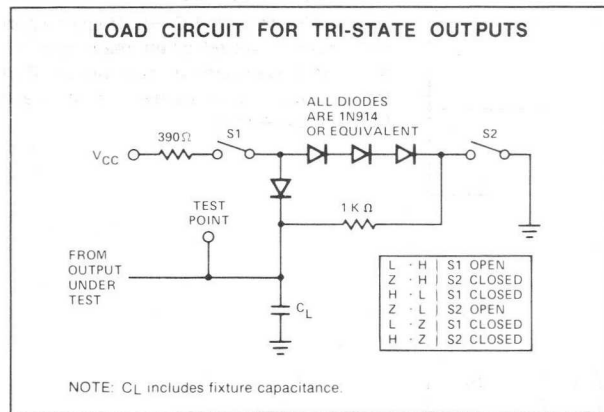 LOAD CIRCUIT FOR TRI-STATE OUTPUTS
ALL DIODES
ARE 1N914
OR EQUIVALENT
390Ω
S1
S2
VCC
TEST
POINT
1 KΩ
FROM
OUTPUT
UNDER
TEST
CL
L · H | S1 OPEN
Z · H | S2 CLOSED
H · L | S1 CLOSED
Z · L | S2 OPEN
L · Z | S1 CLOSED
H · Z | S2 CLOSED
NOTE: CL includes fixture capacitance.